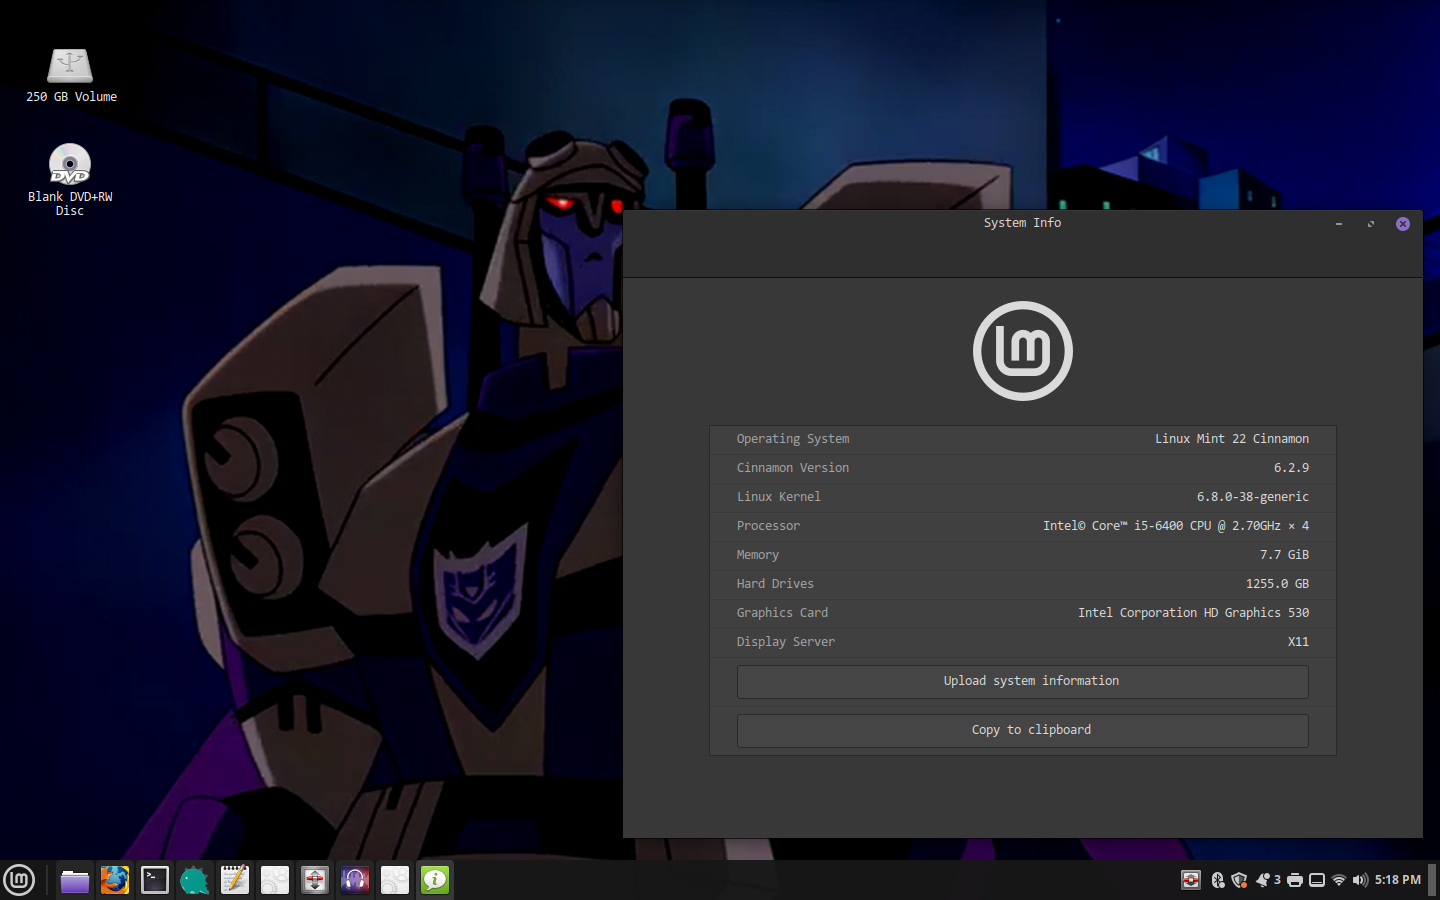 250 GB Volume
DVD
Blank DVD+RW
Disc
System Info
Operating System Linux Mint 22 Cinnamon
Cinnamon Version 6.2.9
Linux Kernel 6.8.0-38-generic
Processor Intel© Core™ i5-6400 CPU @ 2.70GHz × 4
Memory 7.7 GiB
Hard Drives 1255.0 GB
Graphics Card Intel Corporation HD Graphics 530
Display Server X11
Upload system information
Copy to clipboard
3 5:18 PM